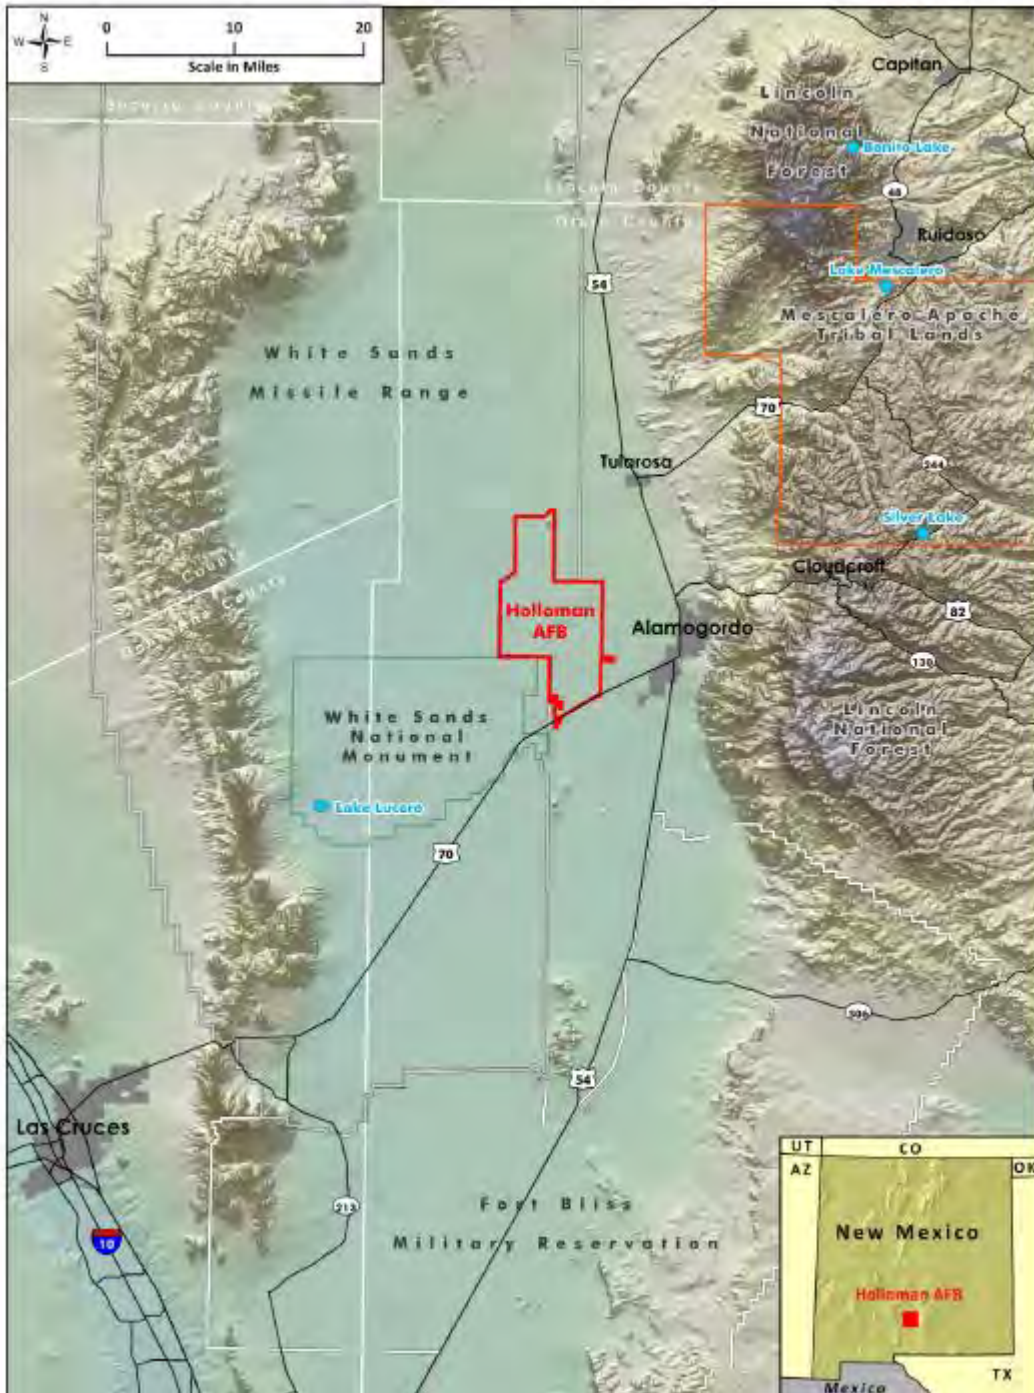 N
W E
S
0 10 20
Scale in Miles
Capitan
Lincoln
National
Forest
Bonito Lake
Lincoln County
Otero County
48
Ruidoso
Lake Mescalero
Mescalero Apache
Tribal Lands
54
White Sands
Missile Range
70
Tularosa
244
Silver Lake
Cloudcroft
Holloman
AFB
Alamogordo
82
130
White Sands
National
Monument
Lincoln
National
Forest
Lake Lucero
70
506
54
Las Cruces
213
Fort Bliss
Military Reservation
10
UT
CO
AZ
OK
New Mexico
Holloman AFB
TX
Mexico